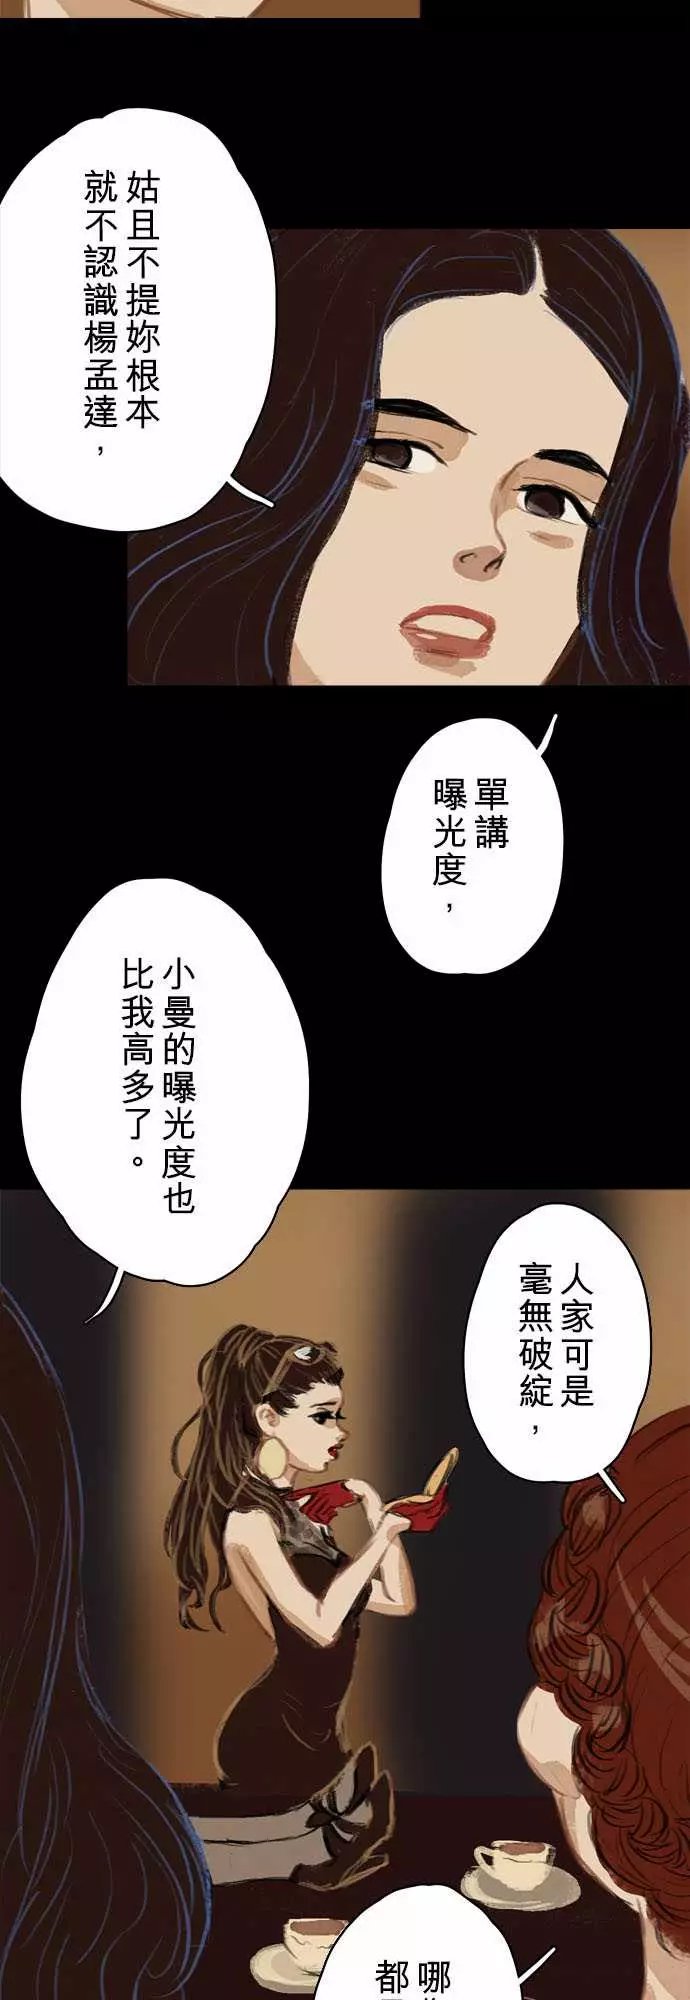 姑且不提妳根本
就不認識楊孟達，
單講
曝光度，
小曼的曝光度也
比我高多了。
人家可是
毫無破綻，
哪
都